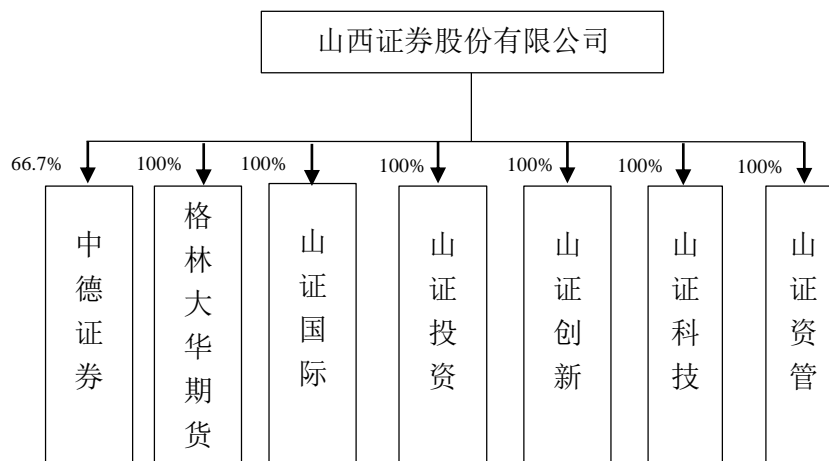 山西证券股份有限公司
66.7%
100%
100%
100%
100%
100%
100%
中德证券
格林大华期货
山证国际
山证投资
山证创新
山证科技
山证资管